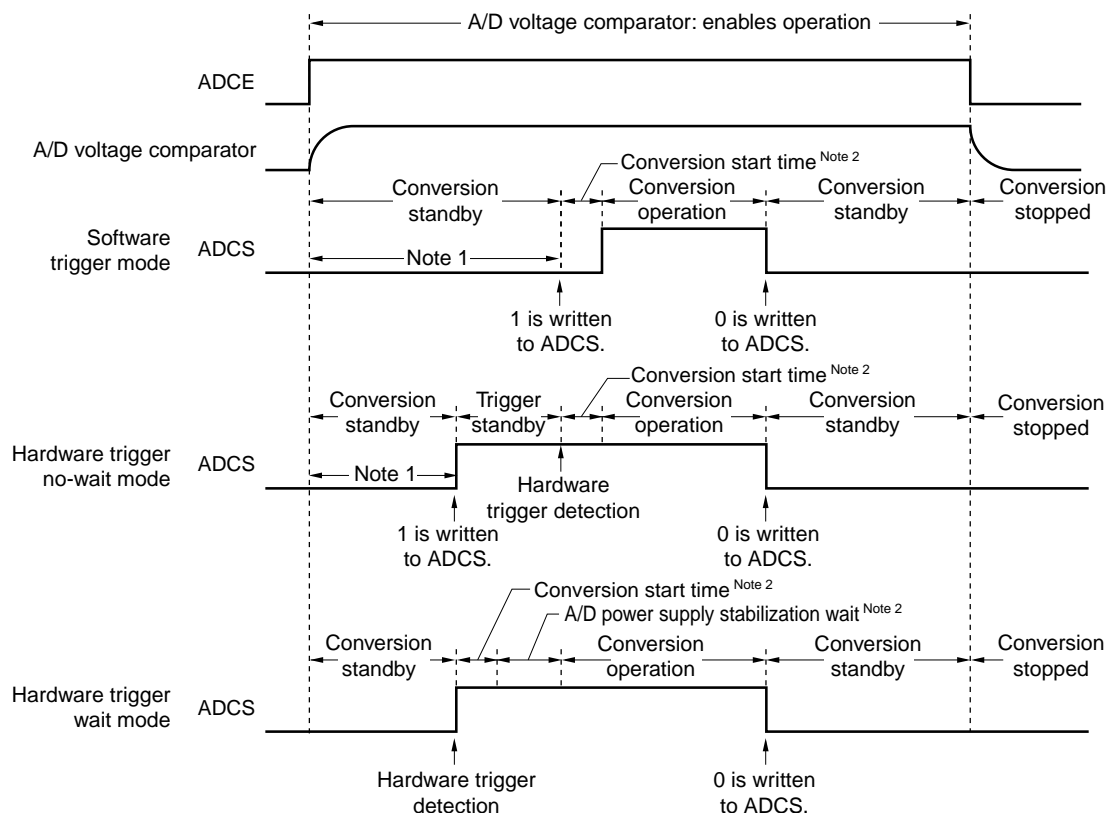 A/D voltage comparator: enables operation
ADCE
A/D voltage comparator
Conversion start time Note 2
Conversion standby
Conversion operation
Conversion standby
Conversion stopped
Software trigger mode
ADCS
Note 1
1 is written to ADCS.
0 is written to ADCS.
Conversion start time Note 2
Conversion standby
Trigger standby
Conversion operation
Conversion standby
Conversion stopped
Hardware trigger no-wait mode
ADCS
Note 1
Hardware trigger detection
1 is written to ADCS.
0 is written to ADCS.
Conversion start time Note 2
A/D power supply stabilization wait Note 2
Conversion standby
Conversion operation
Conversion standby
Conversion stopped
Hardware trigger wait mode
ADCS
Hardware trigger detection
0 is written to ADCS.